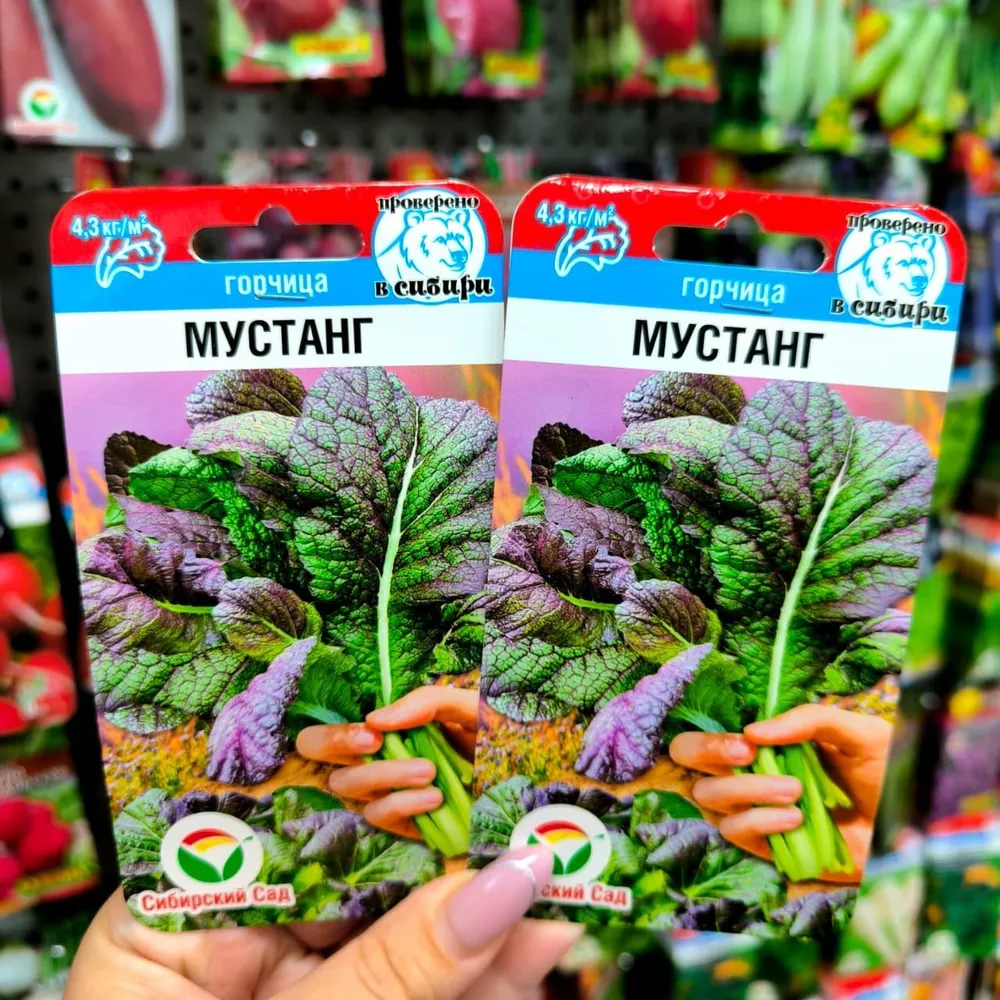 4,3 кг/м²
проверено
в сибири
горчица
МУСТАНГ
Сибирский Сад
4,3 кг/м²
проверено
в сибири
горчица
МУСТАНГ
ский Сад